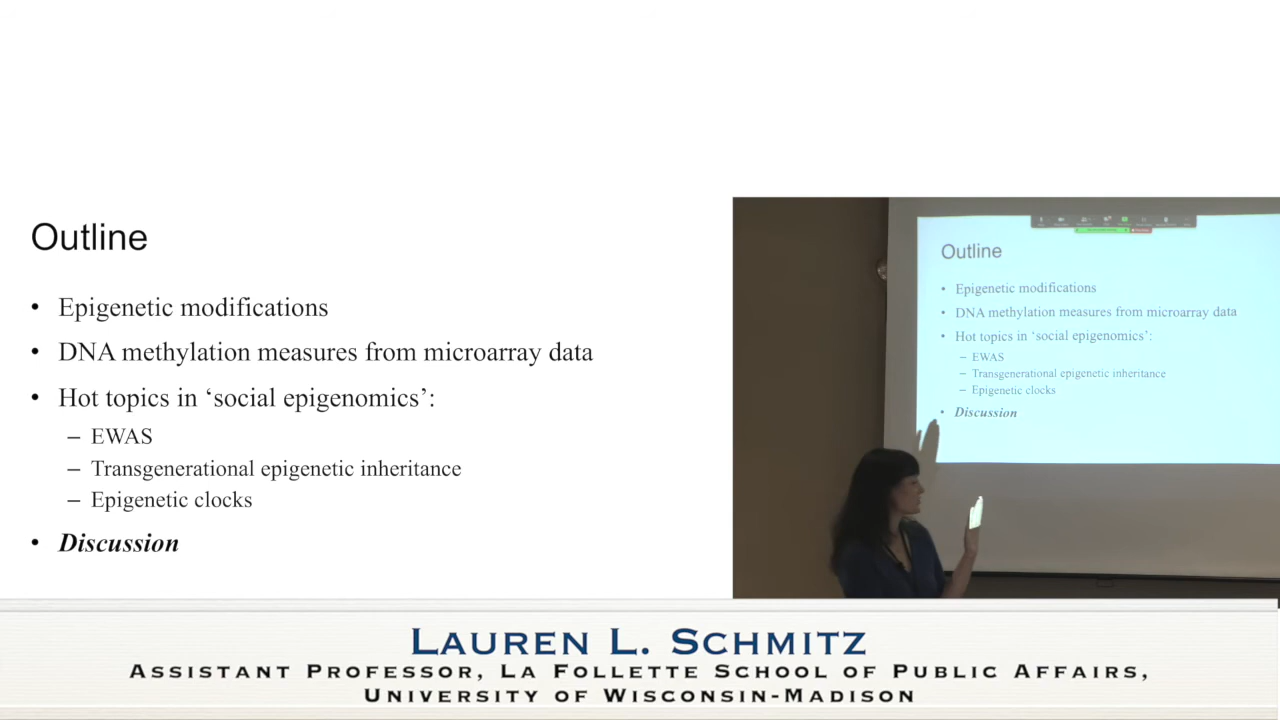 Outline
• Epigenetic modifications
• DNA methylation measures from microarray data
• Hot topics in ‘social epigenomics’:
– EWAS
– Transgenerational epigenetic inheritance
– Epigenetic clocks
• Discussion
Outline
• Epigenetic modifications
• DNA methylation measures from microarray data
• Hot topics in ‘social epigenomics’:
– EWAS
– Transgenerational epigenetic inheritance
– Epigenetic clocks
• Discussion
LAUREN L. SCHMITZ
ASSISTANT PROFESSOR, LA FOLLETTE SCHOOL OF PUBLIC AFFAIRS,
UNIVERSITY OF WISCONSIN-MADISON